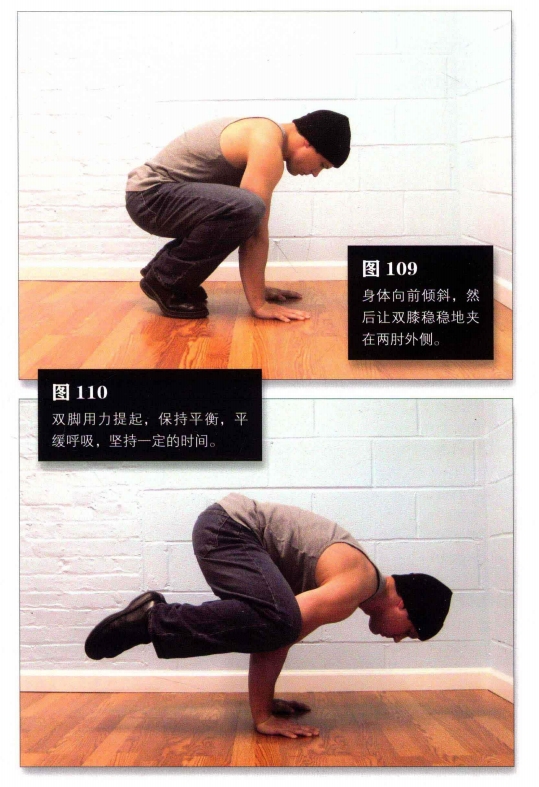 图 109
身体向前倾斜，然
后让双膝稳稳地夹
在两肘外侧。
图 110
双脚用力提起，保持平衡，平
缓呼吸，坚持一定的时间。